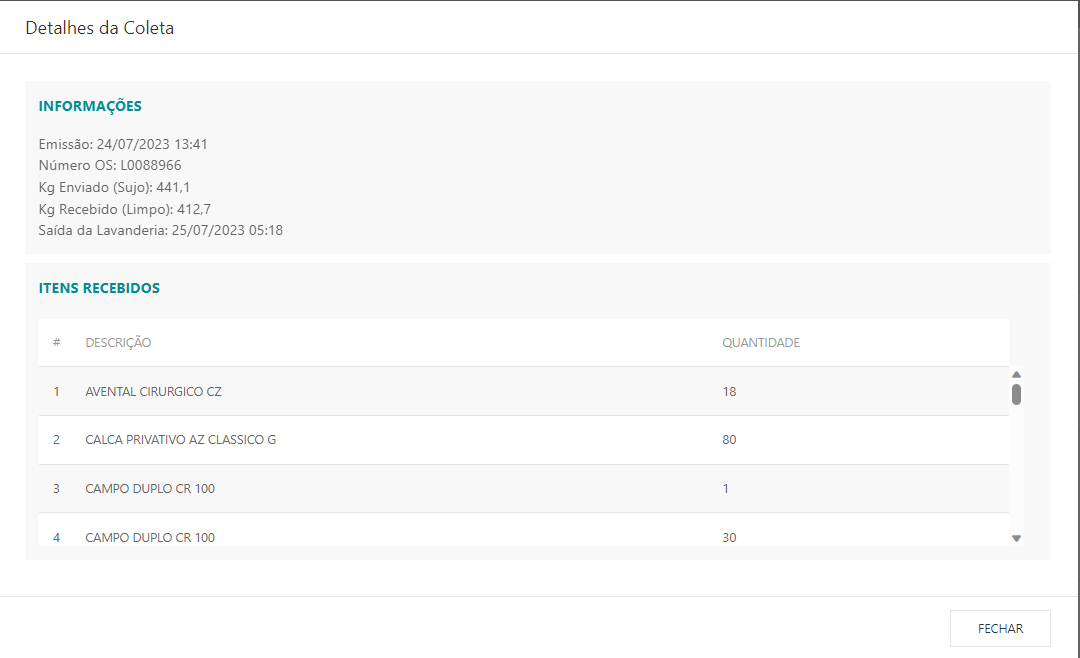 Detalhes da Coleta
INFORMAÇÕES
Emissão: 24/07/2023 13:41
Número OS: L0088966
Kg Enviado (Sujo): 441,1
Kg Recebido (Limpo): 412,7
Saída da Lavanderia: 25/07/2023 05:18
ITENS RECEBIDOS
# DESCRIÇÃO QUANTIDADE
1 AVENTAL CIRURGICO CZ 18
2 CALCA PRIVATIVO AZ CLASSICO G 80
3 CAMPO DUPLO CR 100 1
4 CAMPO DUPLO CR 100 30
FECHAR